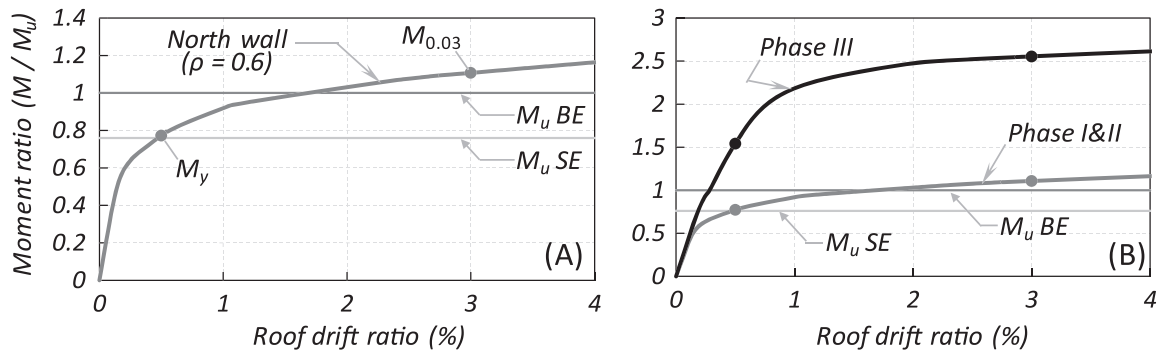 Moment ratio (M / Mu)
1.4
1.2
1
0.8
0.6
0.4
0.2
0
North wall
(ρ = 0.6)
M0.03
Mu BE
Mu SE
My
(A)
0 1 2 3 4
Roof drift ratio (%)
3
2.5
2
1.5
1
0.5
0
Phase III
Phase I&II
Mu BE
Mu SE
(B)
0 1 2 3 4
Roof drift ratio (%)